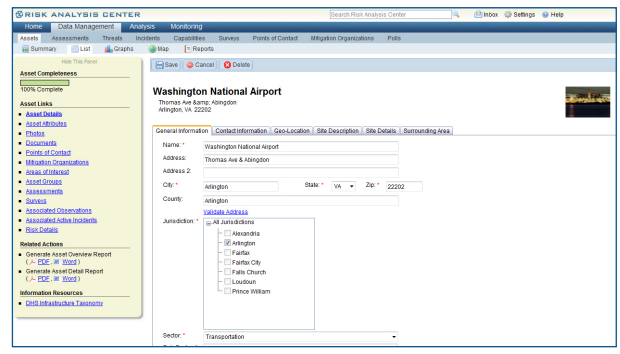 RISK ANALYSIS CENTER
Search Risk Analysis Center
Inbox Settings Help
Home Data Management Analysis Monitoring
Assets Assessments Threats Incidents Capabilities Surveys Points of Contact Mitigation Organizations Polls
Summary List Graphs Map Reports
Hide This Panel
Asset Completeness
100% Complete
Asset Links
Asset Details
Asset Attributes
Photos
Documents
Points of Contact
Mitigation Organizations
Areas of Interest
Asset Groups
Assessments
Surveys
Associated Observations
Associated Active Incidents
Risk Details
Related Actions
Generate Asset Overview Report
( PDF , Word )
Generate Asset Detail Report
( PDF , Word )
Information Resources
DHS Infrastructure Taxonomy
Save Cancel Delete
Washington National Airport
Thomas Ave &amp; Abingdon
Arlington, VA 22202
General Information Contact Information Geo-Location Site Description Site Details Surrounding Area
Name: * Washington National Airport
Address: Thomas Ave & Abingdon
Address 2:
City: * Arlington State: * VA Zip: * 22202
County: Arlington
Validate Address
Jurisdiction: * All Jurisdictions
Alexandria
Arlington
Fairfax
Fairfax City
Falls Church
Loudoun
Prince William
Sector: * Transportation